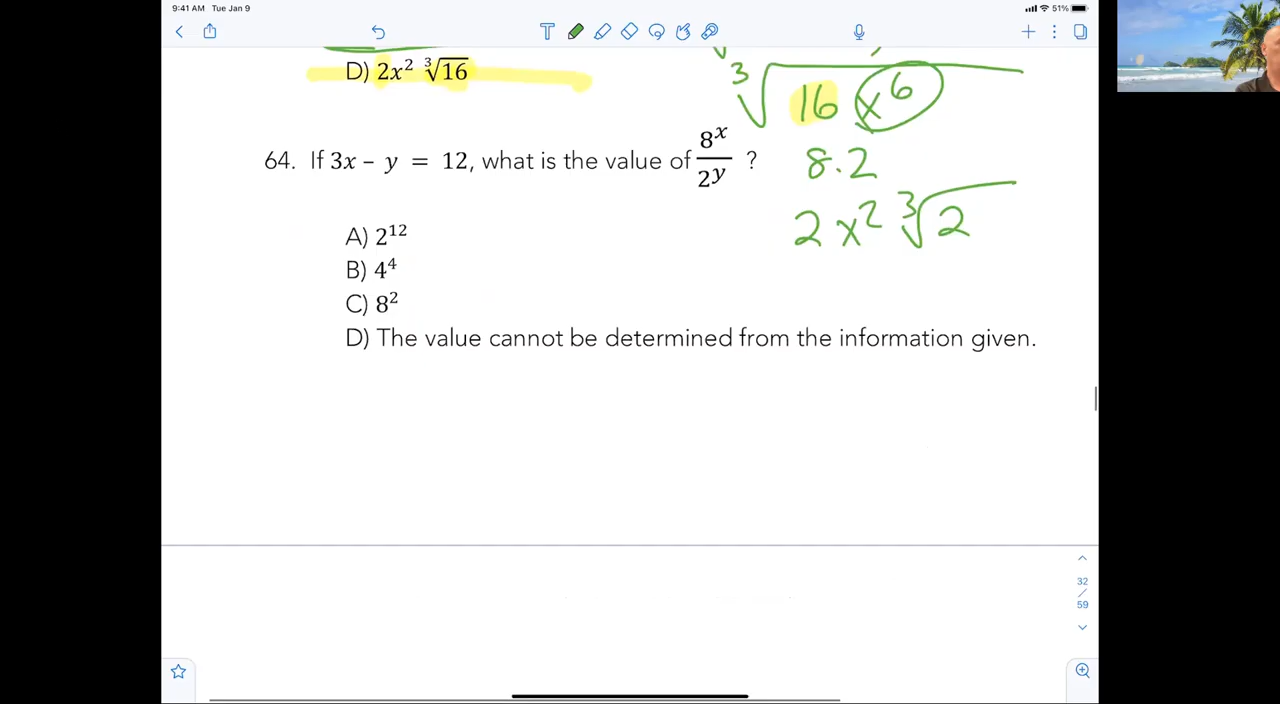 9:41 AM Tue Jan 9
51%
D) 2x² ∛16
3√16 x⁶
64. If 3x − y = 12, what is the value of 8ˣ/2ʸ ?
8.2
2x² ∛2
A) 2¹²
B) 4⁴
C) 8²
D) The value cannot be determined from the information given.
32
/
59